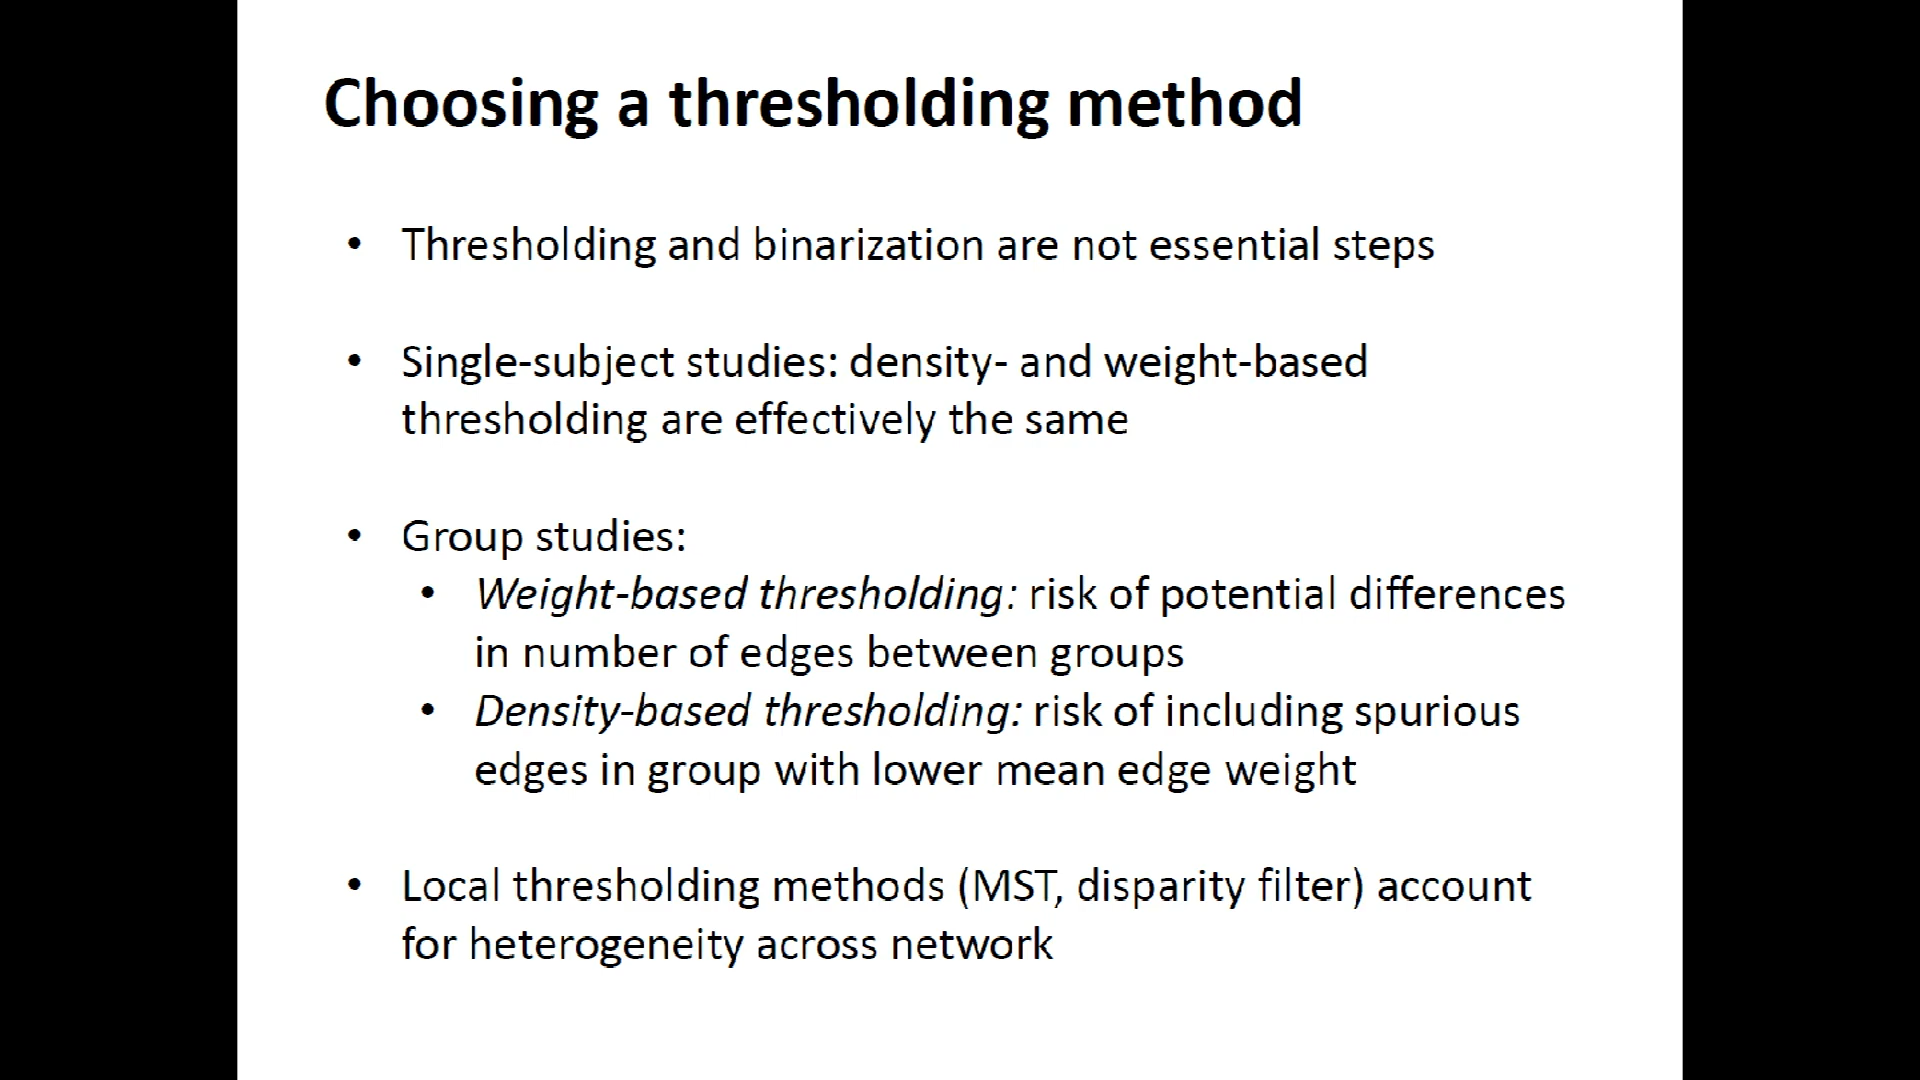 Choosing a thresholding method
• Thresholding and binarization are not essential steps
• Single-subject studies: density- and weight-based
thresholding are effectively the same
• Group studies:
• Weight-based thresholding: risk of potential differences
in number of edges between groups
• Density-based thresholding: risk of including spurious
edges in group with lower mean edge weight
• Local thresholding methods (MST, disparity filter) account
for heterogeneity across network